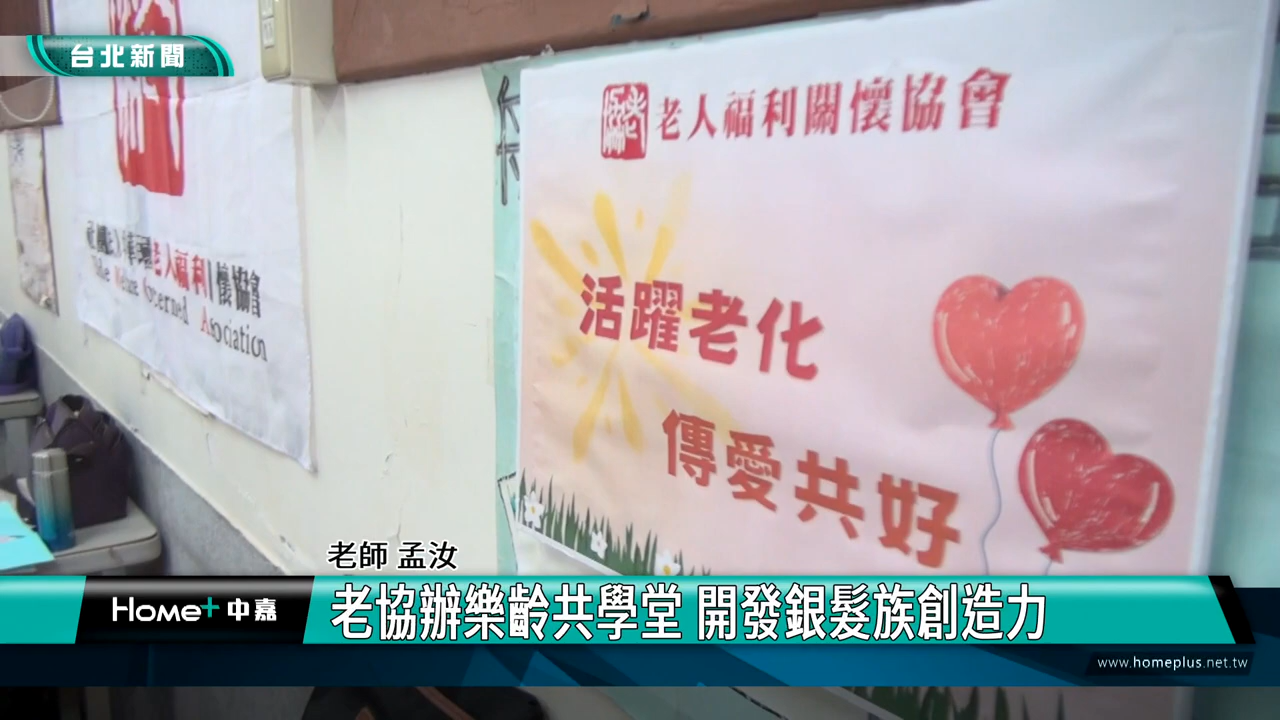 台北新聞
老人福利關懷協會
老人福利
懷協會
Association
活躍老化
傳愛共好
老師 孟汝
Home+ 中嘉
老協辦樂齡共學堂 開發銀髮族創造力
www.homeplus.net.tw